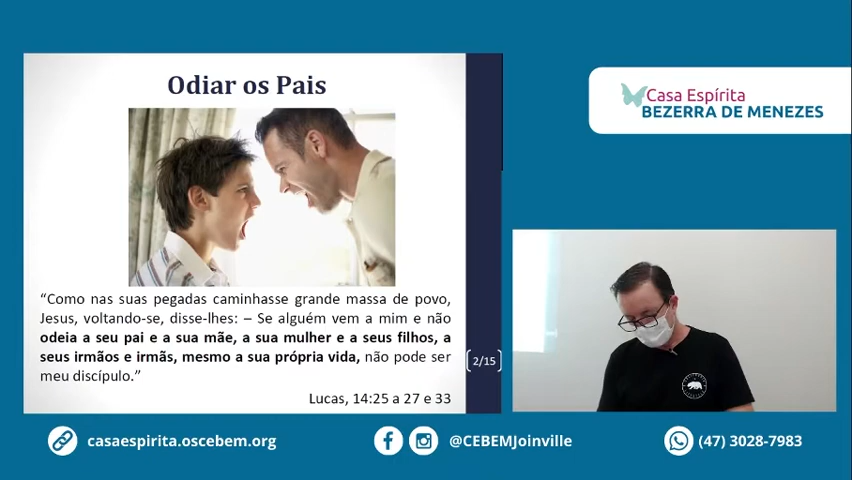 Odiar os Pais
“Como nas suas pegadas caminhasse grande massa de povo,
Jesus, voltando-se, disse-lhes: – Se alguém vem a mim e não
odeia a seu pai e a sua mãe, a sua mulher e a seus filhos, a
seus irmãos e irmãs, mesmo a sua própria vida, não pode ser
meu discípulo.”
Lucas, 14:25 a 27 e 33
2/15
Casa Espírita
BEZERRA DE MENEZES
casaespirita.oscebem.org
@CEBEMJoinville
(47) 3028-7983